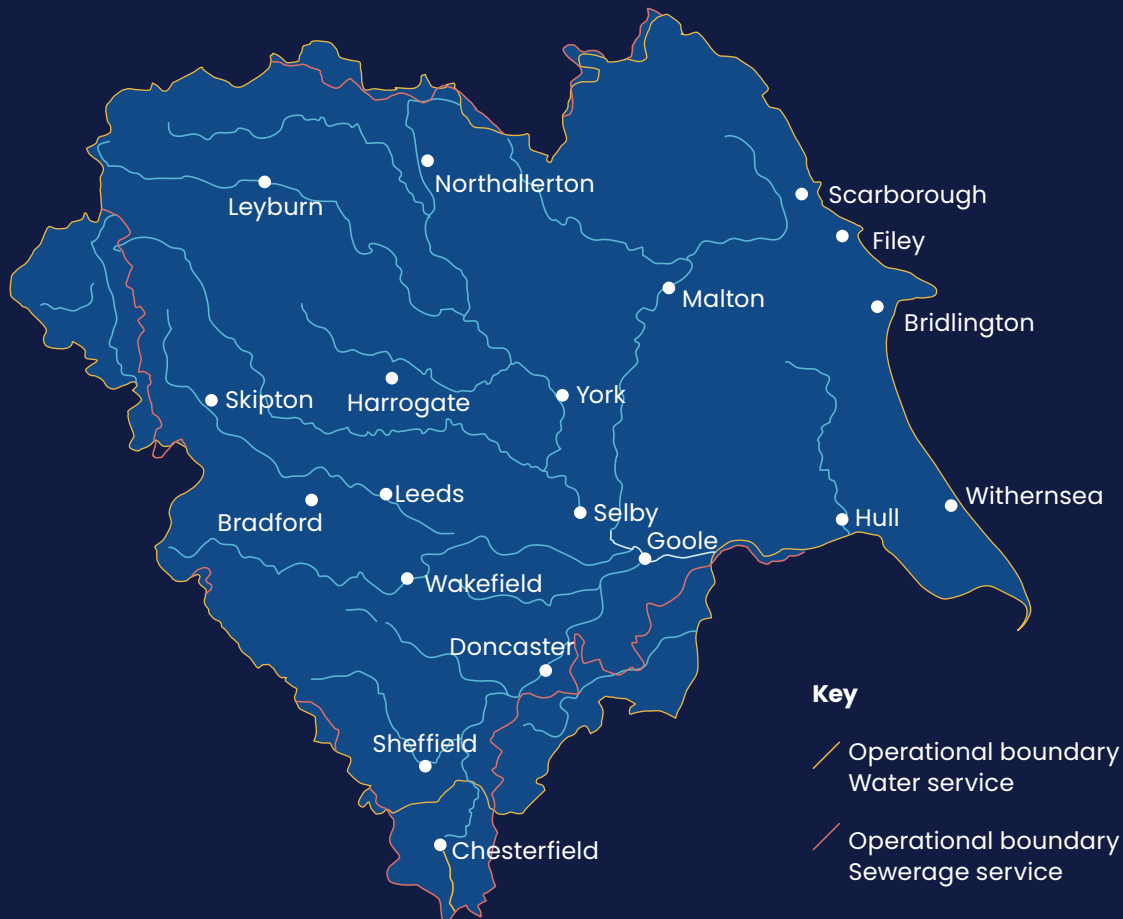 Northallerton
Leyburn
Scarborough
Filey
Malton
Bridlington
Skipton
Harrogate
York
Leeds
Bradford
Selby
Withernsea
Hull
Goole
Wakefield
Doncaster
Sheffield
Chesterfield
Key
Operational boundary
Water service
Operational boundary
Sewerage service